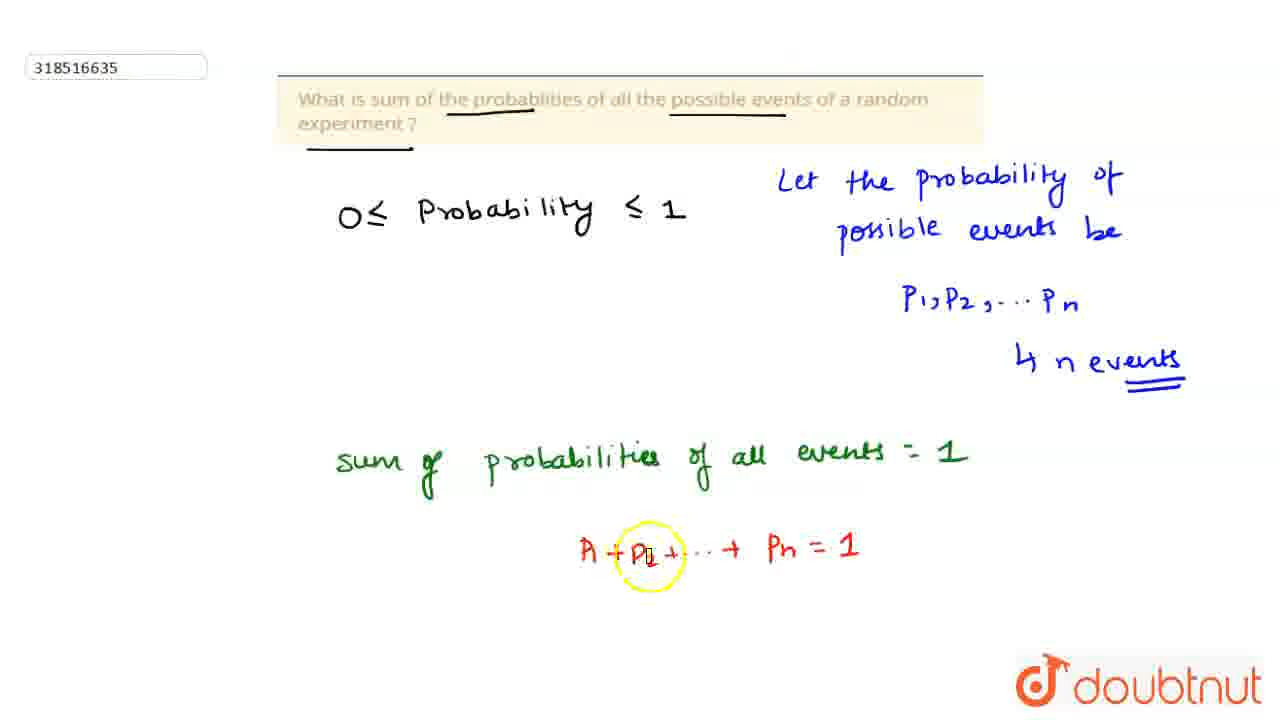 318516635
What is sum of the probablities of all the possible events of a random
experiment ?
0 ≤ Probability ≤ 1
Let the probability of
possible events be
P1, P2, ... Pn
↳ n events
sum of probabilities of all events = 1
P1 + P2 + ... + Pn = 1
doubtnut